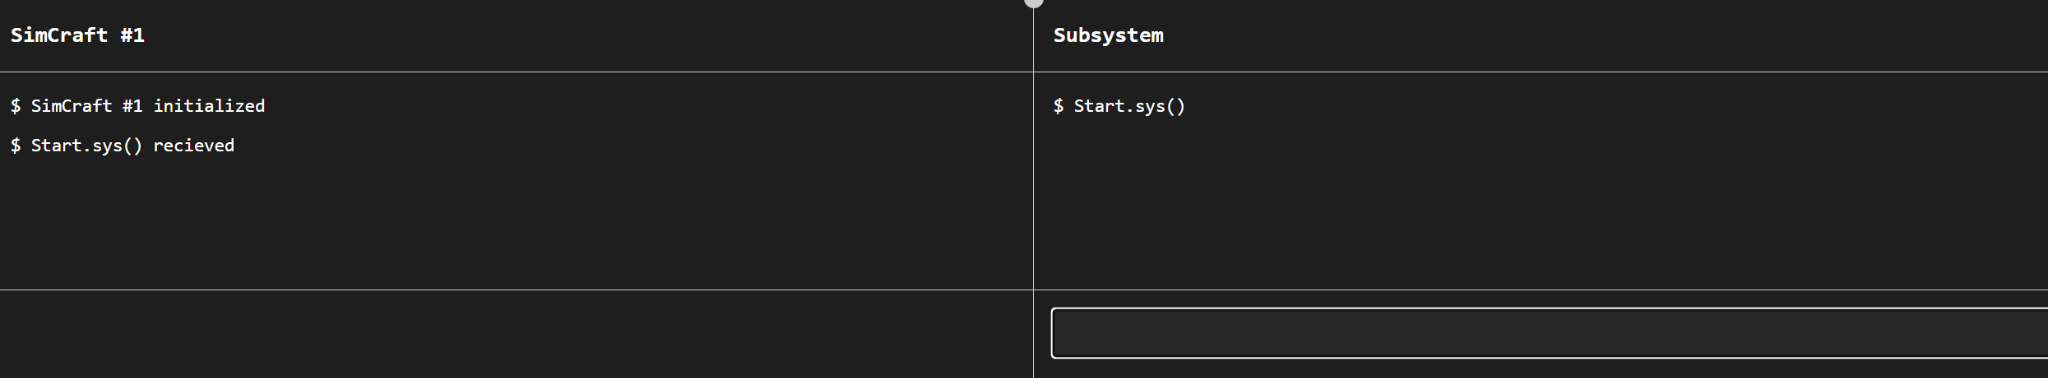 SimCraft #1
$ SimCraft #1 initialized
$ Start.sys() recieved
Subsystem
$ Start.sys()